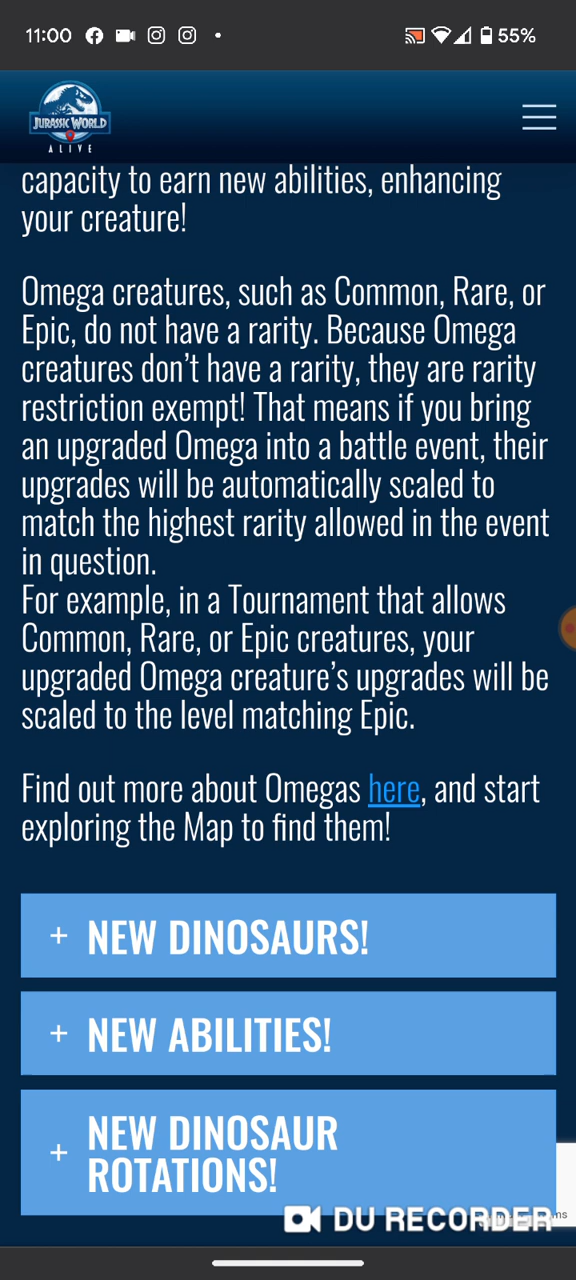 11:00
55%
JURASSIC WORLD
ALIVE
capacity to earn new abilities, enhancing
your creature!
Omega creatures, such as Common, Rare, or
Epic, do not have a rarity. Because Omega
creatures don’t have a rarity, they are rarity
restriction exempt! That means if you bring
an upgraded Omega into a battle event, their
upgrades will be automatically scaled to
match the highest rarity allowed in the event
in question.
For example, in a Tournament that allows
Common, Rare, or Epic creatures, your
upgraded Omega creature’s upgrades will be
scaled to the level matching Epic.
Find out more about Omegas here, and start
exploring the Map to find them!
+ NEW DINOSAURS!
+ NEW ABILITIES!
+ NEW DINOSAUR
ROTATIONS!
DU RECORDER